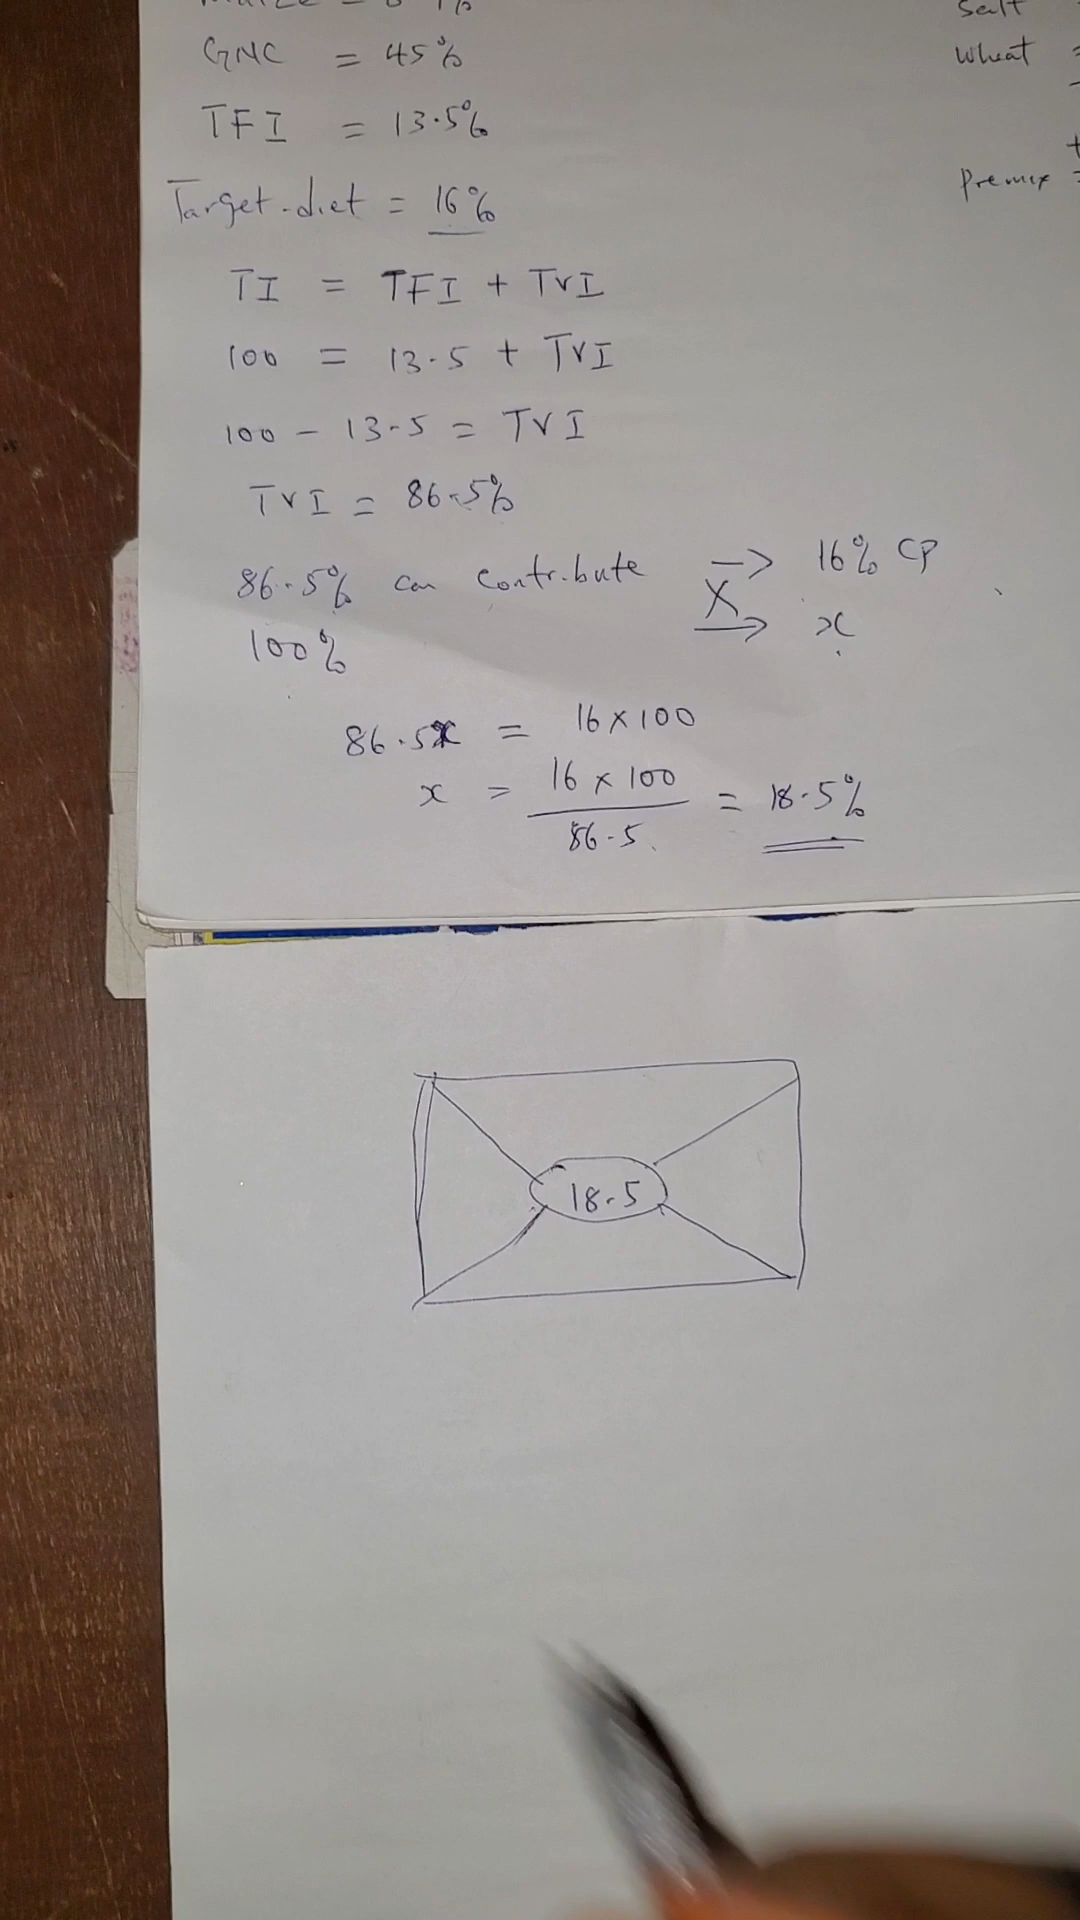 GNC = 45%
TFI = 13.5%
Target diet = 16%
TI = TFI + TVI
100 = 13.5 + TVI
100 - 13.5 = TVI
TVI = 86.5%
86.5% can contribute → 16% CP
100% → x
86.5x = 16 x 100
x = 16 x 100 / 86.5 = 18.5%
Salt
Wheat =
Premix =
18.5